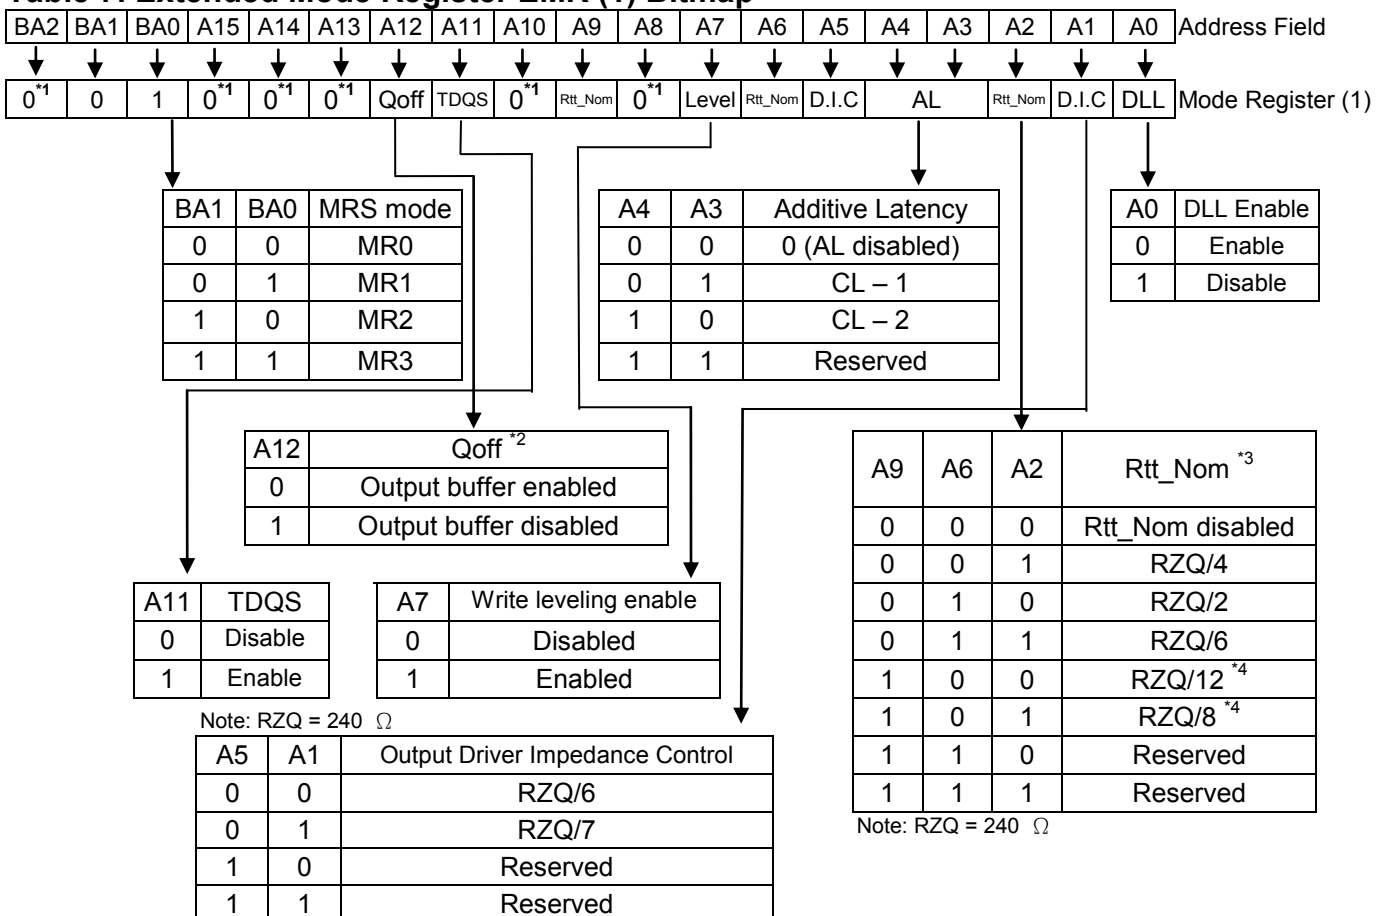 BA2 BA1 BA0 A15 A14 A13 A12 A11 A10 A9 A8 A7 A6 A5 A4 A3 A2 A1 A0 Address Field
0*1 0 1 0*1 0*1 0*1 Qoff TDQS 0*1 Rtt_Nom 0*1 Level Rtt_Nom D.I.C AL Rtt_Nom D.I.C DLL Mode Register (1)
BA1 BA0 MRS mode
0 0 MR0
0 1 MR1
1 0 MR2
1 1 MR3
A4 A3 Additive Latency
0 0 0 (AL disabled)
0 1 CL – 1
1 0 CL – 2
1 1 Reserved
A0 DLL Enable
0 Enable
1 Disable
A12 Qoff *2
0 Output buffer enabled
1 Output buffer disabled
A9 A6 A2 Rtt_Nom *3
0 0 0 Rtt_Nom disabled
0 0 1 RZQ/4
0 1 0 RZQ/2
0 1 1 RZQ/6
1 0 0 RZQ/12 *4
1 0 1 RZQ/8 *4
1 1 0 Reserved
1 1 1 Reserved
Note: RZQ = 240 Ω
A11 TDQS
0 Disable
1 Enable
A7 Write leveling enable
0 Disabled
1 Enabled
Note: RZQ = 240 Ω
A5 A1 Output Driver Impedance Control
0 0 RZQ/6
0 1 RZQ/7
1 0 Reserved
1 1 Reserved